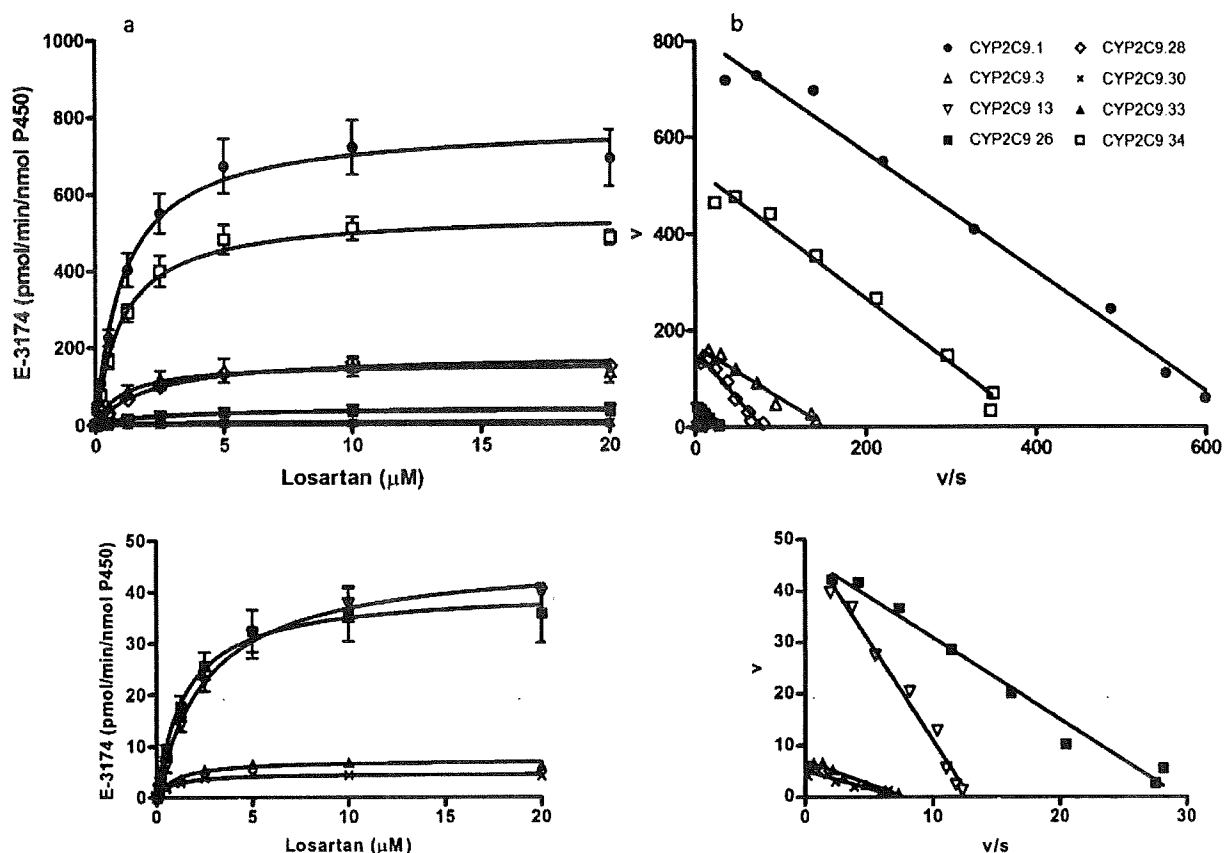 a
E-3174 (pmol/min/nmol P450)
1000
800
600
400
200
0
0
5
10
15
20
Losartan (μM)
b
v
800
600
400
200
0
0
200
400
600
v/s
CYP2C9.1
CYP2C9.3
CYP2C9 13
CYP2C9 26
CYP2C9.28
CYP2C9.30
CYP2C9.33
CYP2C9 34
E-3174 (pmol/min/nmol P450)
50
40
30
20
10
0
0
5
10
15
20
Losartan (μM)
v
50
40
30
20
10
0
0
10
20
30
v/s